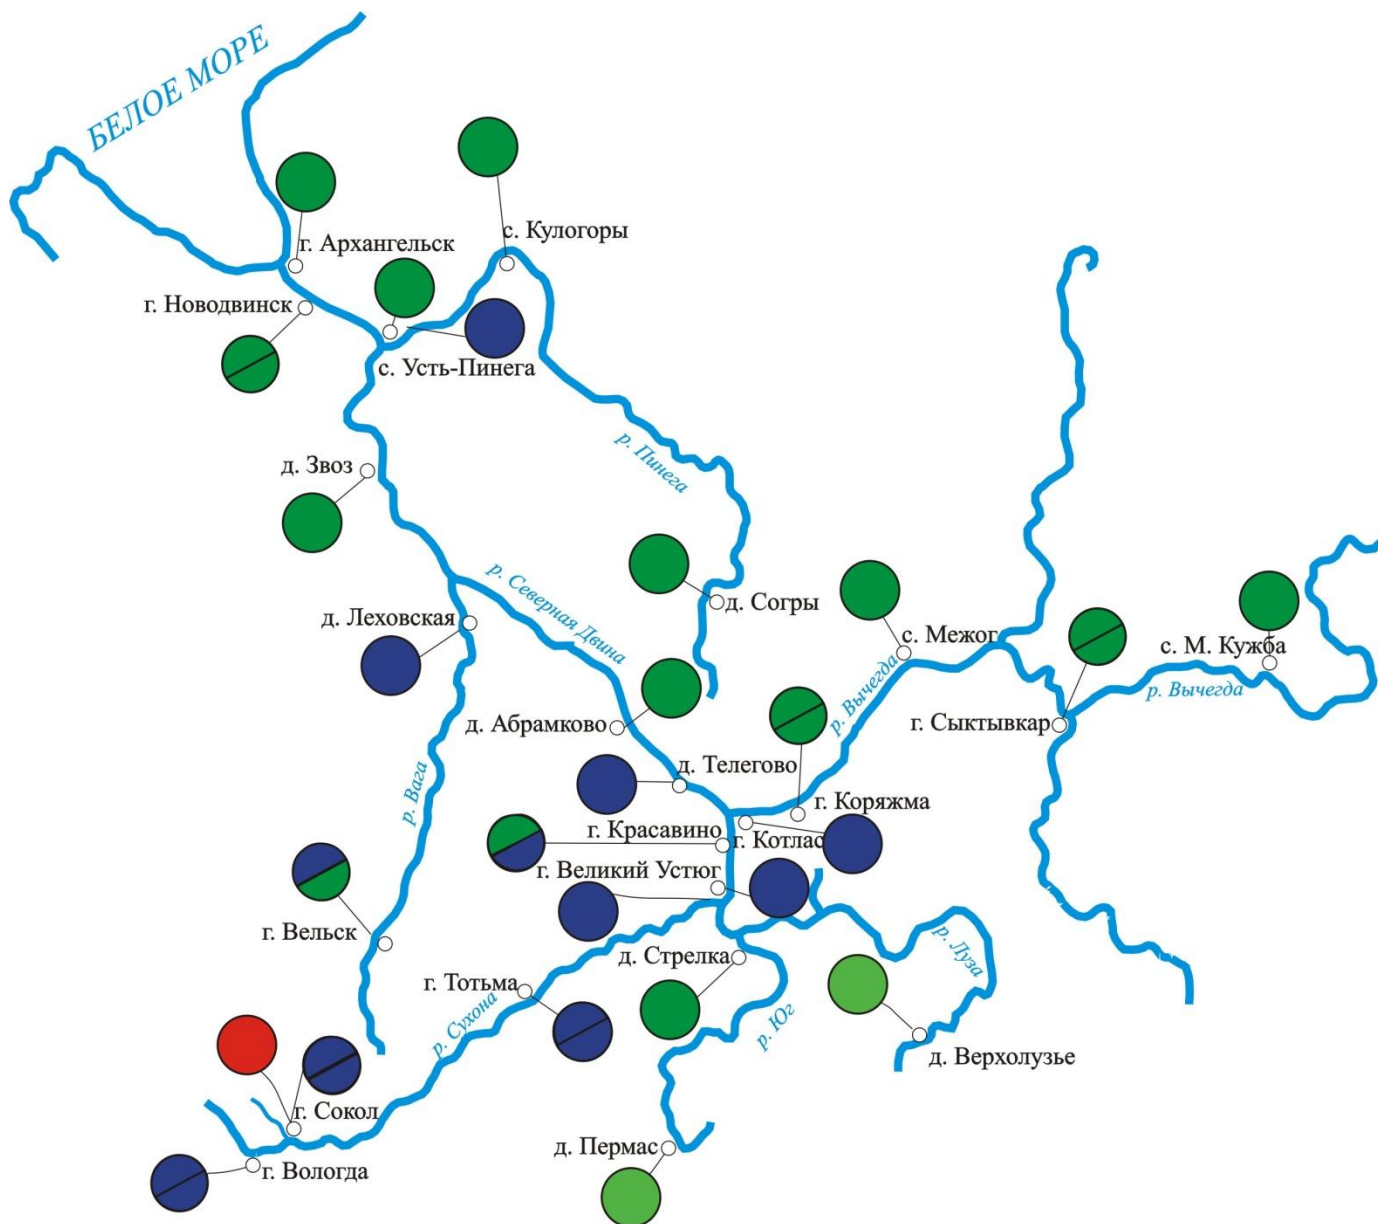 БЕЛОЕ МОРЕ
с. Кулогоры
г. Архангельск
г. Новодвинск
с. Усть-Пинега
р. Пинега
д. Звоз
р. Северная Двина
д. Согры
д. Леховская
с. Межог
с. М. Кужба
р. Вычегда
р. Вычегда
г. Сыктывкар
д. Абрамково
д. Телегово
р. Вага
г. Коряжма
г. Красавино
г. Котлас
г. Великий Устюг
г. Вельск
д. Стрелка
р. Луза
г. Тотьма
р. Сухона
р. Юг
д. Верхолузье
г. Сокол
д. Пермас
г. Вологда